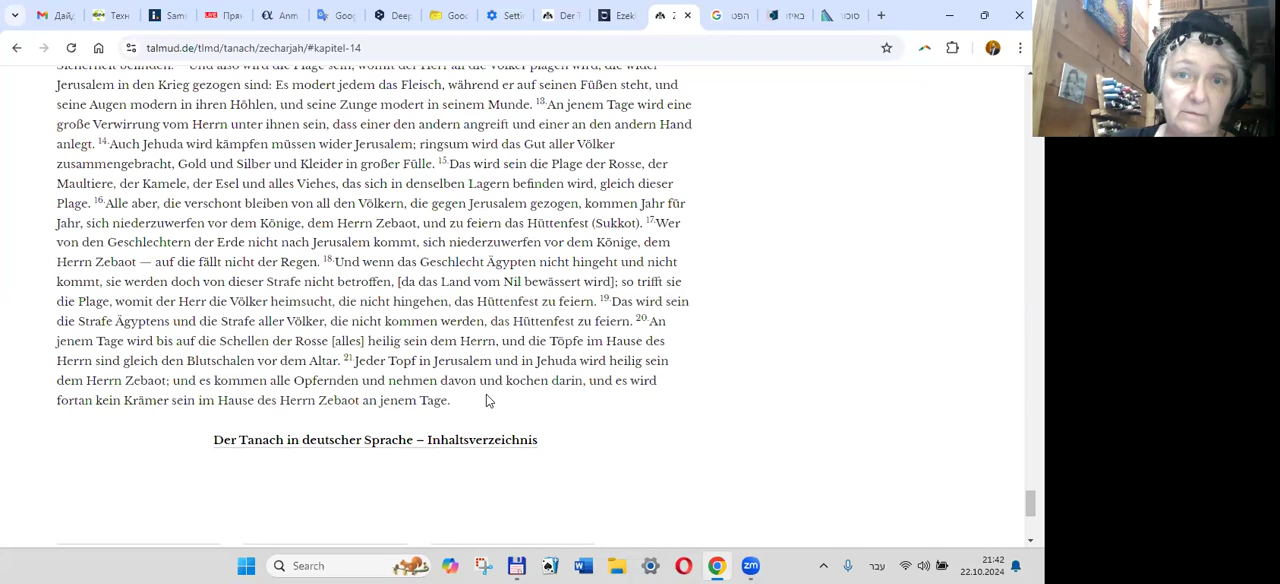 Дай
Техн
Sams
Пря
Апт
Goo
Deep
Goo
Setti
Der T
Ezeki
הופט
באיזו
סוכר
talmud.de/tlmd/tanach/zecharjah/#kapitel-14
Jerusalem in den Krieg gezogen sind: Es modert jedem das Fleisch, während er auf seinen Füßen steht, und
seine Augen modern in ihren Höhlen, und seine Zunge modert in seinem Munde. 13.An jenem Tage wird eine
große Verwirrung vom Herrn unter ihnen sein, dass einer den andern angreift und einer an den andern Hand
anlegt. 14.Auch Jehuda wird kämpfen müssen wider Jerusalem; ringsum wird das Gut aller Völker
zusammengebracht, Gold und Silber und Kleider in großer Fülle. 15.Das wird sein die Plage der Rosse, der
Maultiere, der Kamele, der Esel und alles Viehes, das sich in denselben Lagern befinden wird, gleich dieser
Plage. 16.Alle aber, die verschont bleiben von all den Völkern, die gegen Jerusalem gezogen, kommen Jahr für
Jahr, sich niederzuwerfen vor dem Könige, dem Herrn Zebaot, und zu feiern das Hüttenfest (Sukkot). 17.Wer
von den Geschlechtern der Erde nicht nach Jerusalem kommt, sich niederzuwerfen vor dem Könige, dem
Herrn Zebaot — auf die fällt nicht der Regen. 18.Und wenn das Geschlecht Ägypten nicht hingeht und nicht
kommt, sie werden doch von dieser Strafe nicht betroffen, [da das Land vom Nil bewässert wird]; so trifft sie
die Plage, womit der Herr die Völker heimsucht, die nicht hingehen, das Hüttenfest zu feiern. 19.Das wird sein
die Strafe Ägyptens und die Strafe aller Völker, die nicht kommen werden, das Hüttenfest zu feiern. 20.An
jenem Tage wird bis auf die Schellen der Rosse [alles] heilig sein dem Herrn, und die Töpfe im Hause des
Herrn sind gleich den Blutschalen vor dem Altar. 21.Jeder Topf in Jerusalem und in Jehuda wird heilig sein
dem Herrn Zebaot; und es kommen alle Opfernden und nehmen davon und kochen darin, und es wird
fortan kein Krämer sein im Hause des Herrn Zebaot an jenem Tage.
Der Tanach in deutscher Sprache – Inhaltsverzeichnis
Search
עבר
21:42
22.10.2024